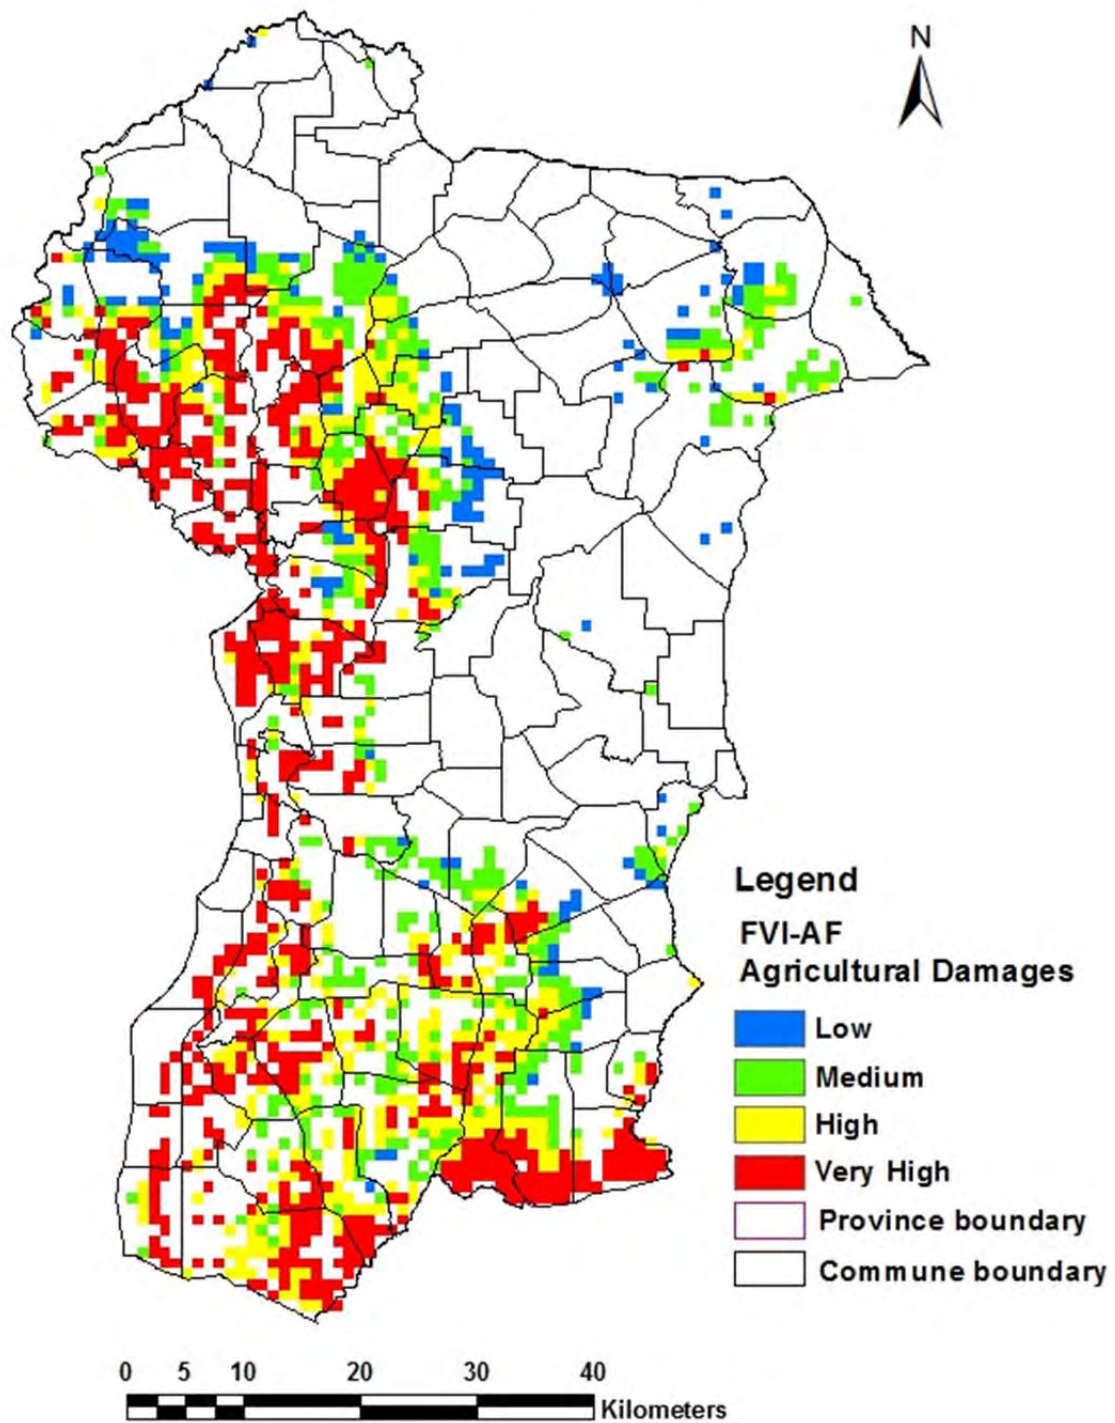 N
Legend
FVI-AF
Agricultural Damages
Low
Medium
High
Very High
Province boundary
Commune boundary
0 5 10 20 30 40
Kilometers